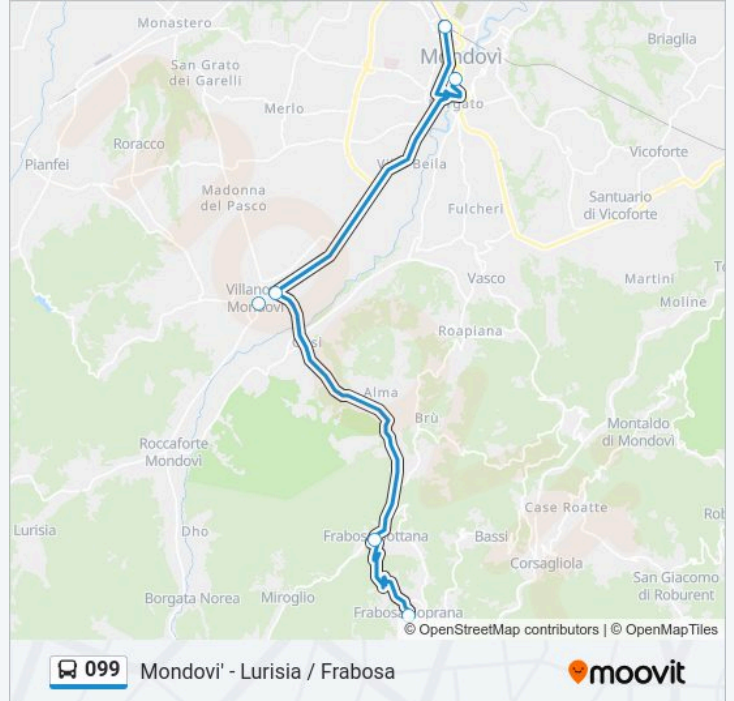 Monastero
Mondovì
Briaglia
San Grato
dei Garelli
Merlo
Roracco
Pianfei
Vicoforte
Madonna
del Pasco
Santuario
di Vicoforte
Fulcheri
Vasco
Martini
Moline
Roapiana
Alma
Brù
Montaldo
di Mondovì
Roccaforte
Mondovì
Case Roatte
Lurisia
Dho
Bassi
Corsagliola
San Giacomo
di Roburent
Borgata Norea
Miroglio
Frabosa Soprana
© OpenStreetMap contributors | © OpenMapTiles
099 Mondovi' - Lurisia / Frabosa
moovit